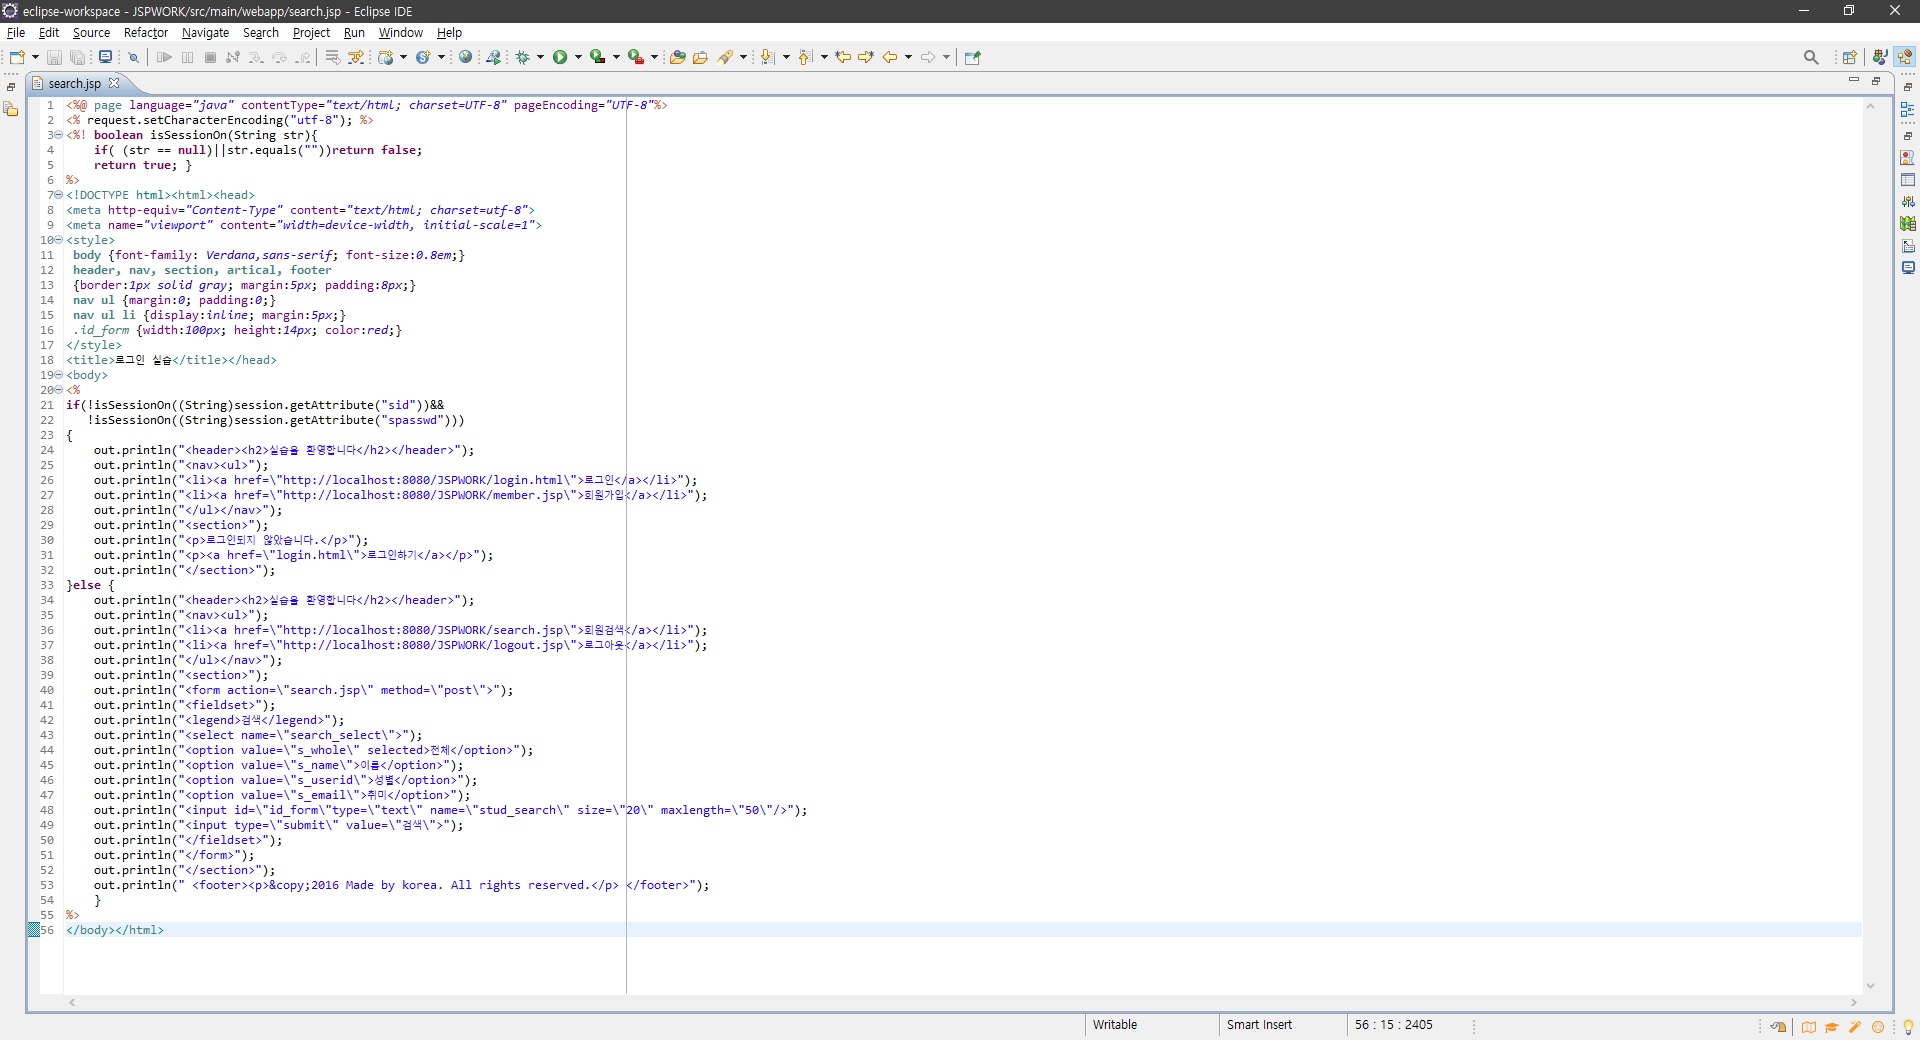 eclipse-workspace - JSPWORK/src/main/webapp/search.jsp - Eclipse IDE
File Edit Source Refactor Navigate Search Project Run Window Help
search.jsp
1 <%@ page language="java" contentType="text/html; charset=UTF-8" pageEncoding="UTF-8"%>
2 <% request.setCharacterEncoding("utf-8"); %>
3 <%! boolean isSessionOn(String str){
4     if( (str == null)||str.equals(""))return false;
5     return true; }
6 %>
7 <!DOCTYPE html><html><head>
8 <meta http-equiv="Content-Type" content="text/html; charset=utf-8">
9 <meta name="viewport" content="width=device-width, initial-scale=1">
10 <style>
11  body {font-family: Verdana,sans-serif; font-size:0.8em;}
12  header, nav, section, artical, footer
13  {border:1px solid gray; margin:5px; padding:8px;}
14  nav ul {margin:0; padding:0;}
15  nav ul li {display:inline; margin:5px;}
16  .id_form {width:100px; height:14px; color:red;}
17 </style>
18 <title>로그인 실습</title></head>
19 <body>
20 <%
21 if(!isSessionOn((String)session.getAttribute("sid"))&&
22    !isSessionOn((String)session.getAttribute("spasswd")))
23 {
24     out.println("<header><h2>실습을 환영합니다</h2></header>");
25     out.println("<nav><ul>");
26     out.println("<li><a href=\"http://localhost:8080/JSPWORK/login.html\">로그인</a></li>");
27     out.println("<li><a href=\"http://localhost:8080/JSPWORK/member.jsp\">회원가입</a></li>");
28     out.println("</ul></nav>");
29     out.println("<section>");
30     out.println("<p>로그인되지 않았습니다.</p>");
31     out.println("<p><a href=\"login.html\">로그인하기</a></p>");
32     out.println("</section>");
33 }else {
34     out.println("<header><h2>실습을 환영합니다</h2></header>");
35     out.println("<nav><ul>");
36     out.println("<li><a href=\"http://localhost:8080/JSPWORK/search.jsp\">회원검색</a></li>");
37     out.println("<li><a href=\"http://localhost:8080/JSPWORK/logout.jsp\">로그아웃</a></li>");
38     out.println("</ul></nav>");
39     out.println("<section>");
40     out.println("<form action=\"search.jsp\" method=\"post\">");
41     out.println("<fieldset>");
42     out.println("<legend>검색</legend>");
43     out.println("<select name=\"search_select\">");
44     out.println("<option value=\"s_whole\" selected>전체</option>");
45     out.println("<option value=\"s_name\">이름</option>");
46     out.println("<option value=\"s_userid\">성별</option>");
47     out.println("<option value=\"s_email\">취미</option>");
48     out.println("<input id=\"id_form\"type=\"text\" name=\"stud_search\" size=\"20\" maxlength=\"50\"/>");
49     out.println("<input type=\"submit\" value=\"검색\">");
50     out.println("</fieldset>");
51     out.println("</form>");
52     out.println("</section>");
53     out.println(" <footer><p>&copy;2016 Made by korea. All rights reserved.</p> </footer>");
54     }
55 %>
56 </body></html>
Writable Smart Insert 56 : 15 : 2405